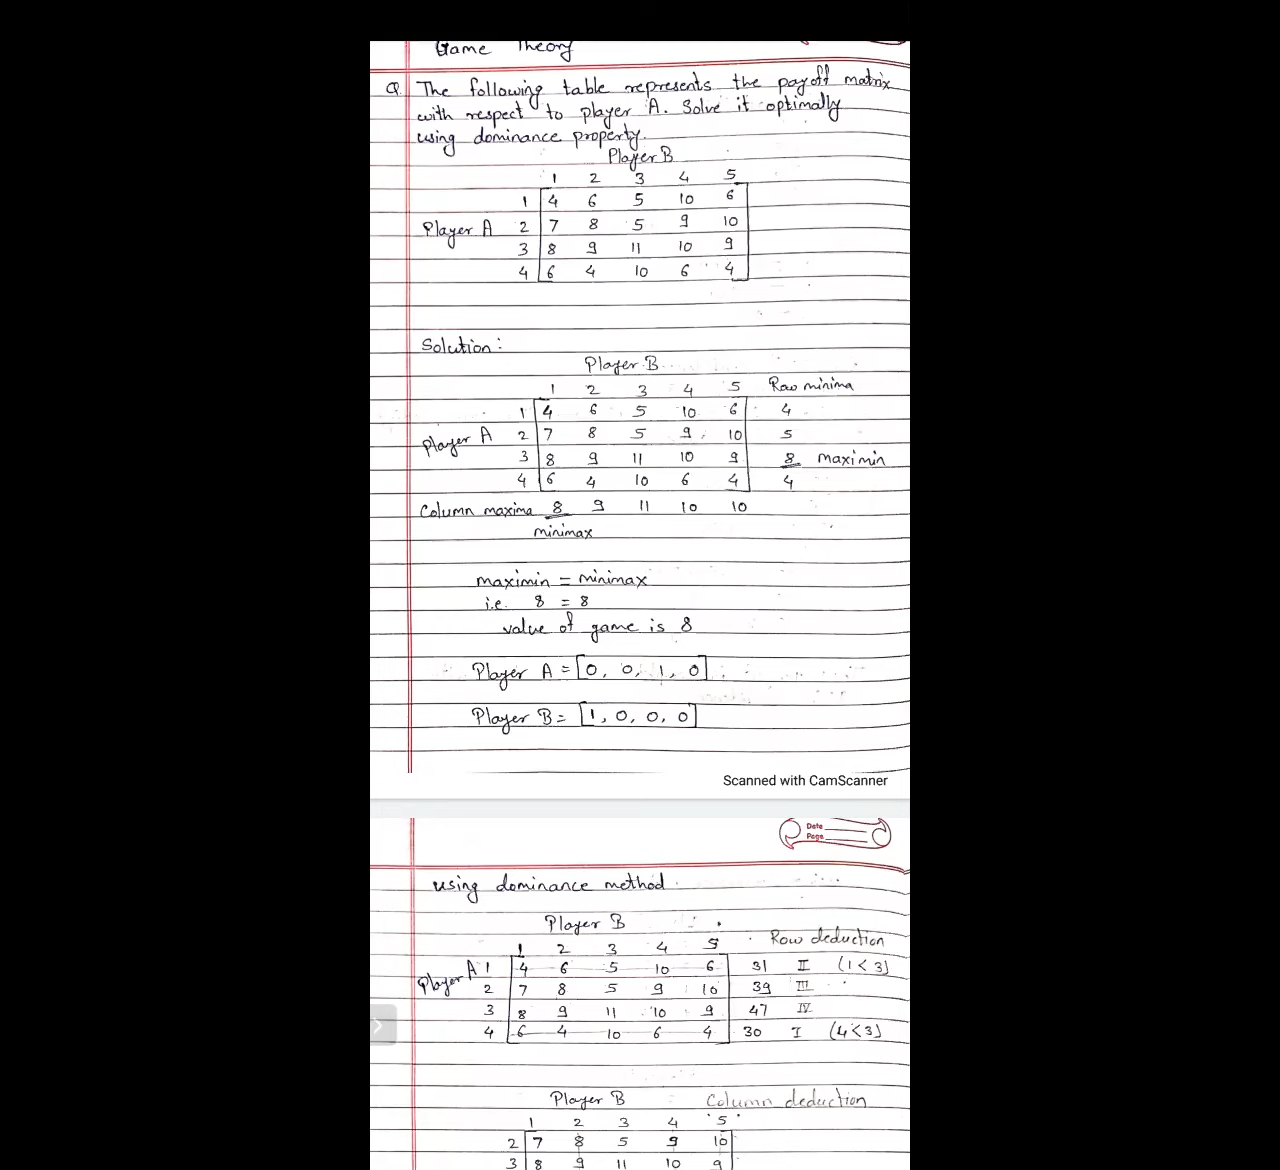 Game Theory
Q. The following table represents the payoff matrix
with respect to player A. Solve it optimally
using dominance property.
Player B
1 2 3 4 5
1 4 6 5 10 6
Player A 2 7 8 5 9 10
3 8 9 11 10 9
4 6 4 10 6 4
Solution:
Player B
1 2 3 4 5 Row minima
1 4 6 5 10 6 4
Player A 2 7 8 5 9 10 5
3 8 9 11 10 9 8 maximin
4 6 4 10 6 4 4
Column maxima 8 9 11 10 10
minimax
maximin = minimax
i.e. 8 = 8
value of game is 8
Player A = [0, 0, 1, 0]
Player B = [1, 0, 0, 0]
Scanned with CamScanner
Date
Page
using dominance method
Player B
1 2 3 4 5 Row deduction
Player A 1 4 6 5 10 6 31 II (1<3)
2 7 8 5 9 10 39 III
3 8 9 11 10 9 47 IV
4 6 4 10 6 4 30 I (4<3)
Player B Column deduction
1 2 3 4 5
2 7 8 5 9 10
3 8 9 11 10 9